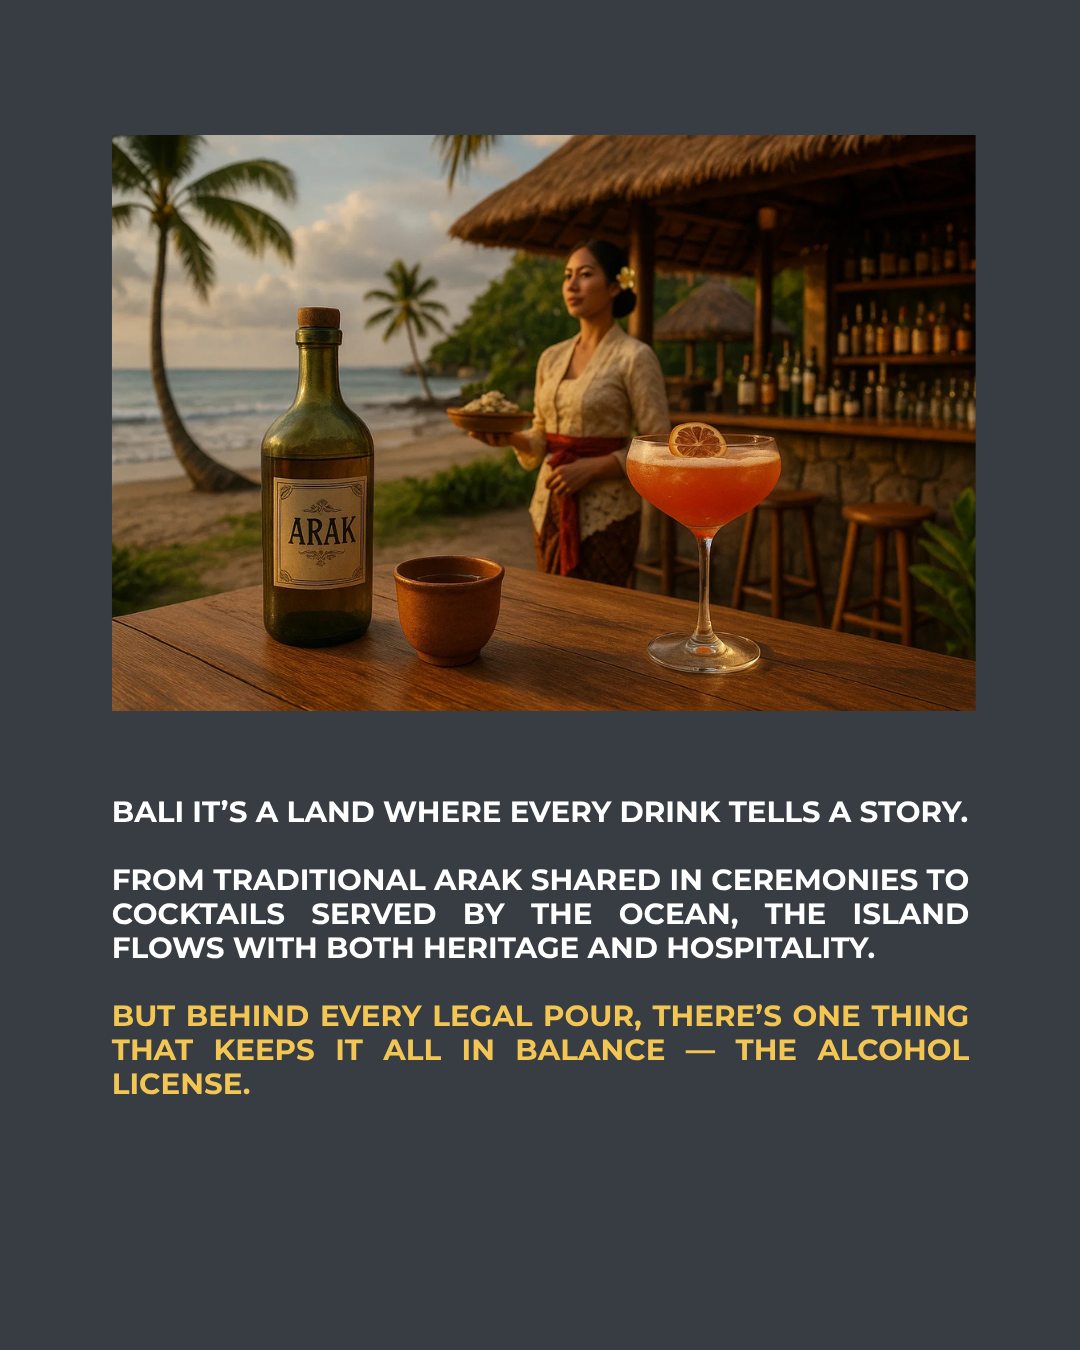 ARAK
BALI IT’S A LAND WHERE EVERY DRINK TELLS A STORY.
FROM TRADITIONAL ARAK SHARED IN CEREMONIES TO
COCKTAILS SERVED BY THE OCEAN, THE ISLAND
FLOWS WITH BOTH HERITAGE AND HOSPITALITY.
BUT BEHIND EVERY LEGAL POUR, THERE’S ONE THING
THAT KEEPS IT ALL IN BALANCE — THE ALCOHOL
LICENSE.